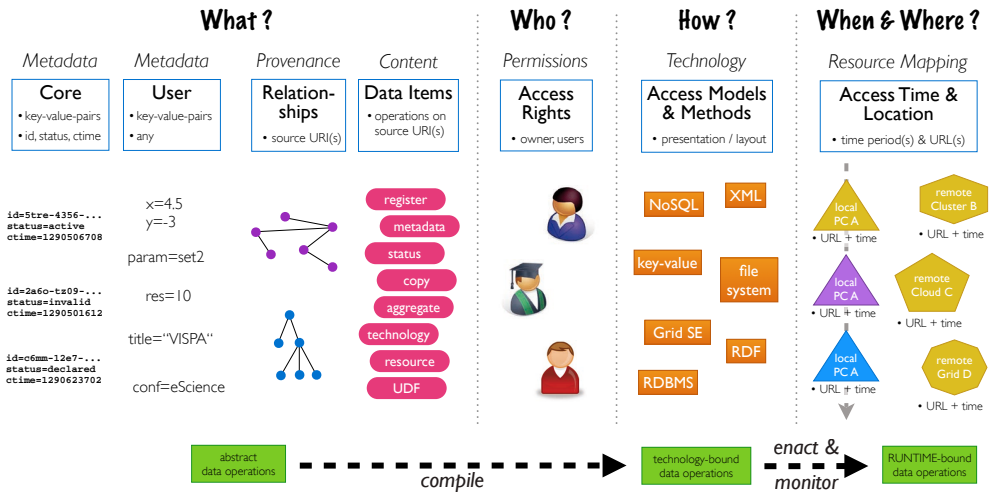 What ?
Who ?
How ?
When & Where ?
Metadata
Metadata
Provenance
Content
Permissions
Technology
Resource Mapping
Core
• key-value-pairs
• id, status, ctime
User
• key-value-pairs
• any
Relation-
ships
• source URI(s)
Data Items
• operations on
source URI(s)
Access
Rights
• owner, users
Access Models
& Methods
• presentation / layout
Access Time &
Location
• time period(s) & URL(s)
id=5tre-4356-...
status=active
ctime=1290506708
id=2a6o-tz09-...
status=invalid
ctime=1290501612
id=c6mm-12e7-...
status=declared
ctime=1290623702
x=4.5
y=-3
param=set2
res=10
title=“VISPA“
conf=eScience
register
metadata
status
copy
aggregate
technology
resource
UDF
NoSQL
XML
key-value
file
system
Grid SE
RDF
RDBMS
local
PC A
• URL + time
remote
Cluster B
• URL + time
local
PC A
• URL + time
remote
Cloud C
• URL + time
local
PC A
• URL + time
remote
Grid D
• URL + time
abstract
data operations
compile
technology-bound
data operations
enact &
monitor
RUNTIME-bound
data operations